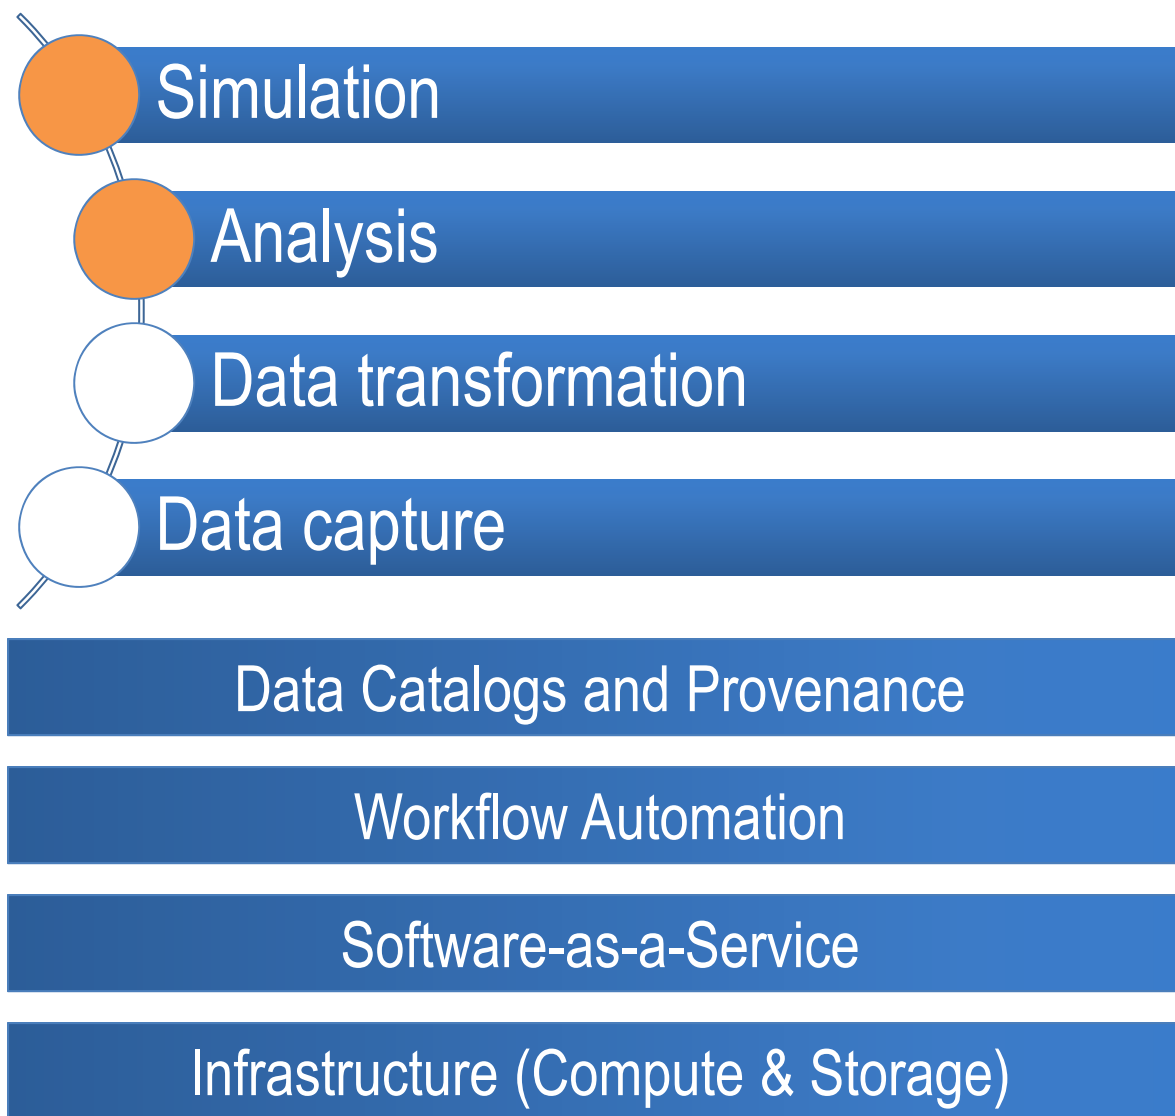 Simulation
Analysis
Data transformation
Data capture
Data Catalogs and Provenance
Workflow Automation
Software-as-a-Service
Infrastructure (Compute & Storage)